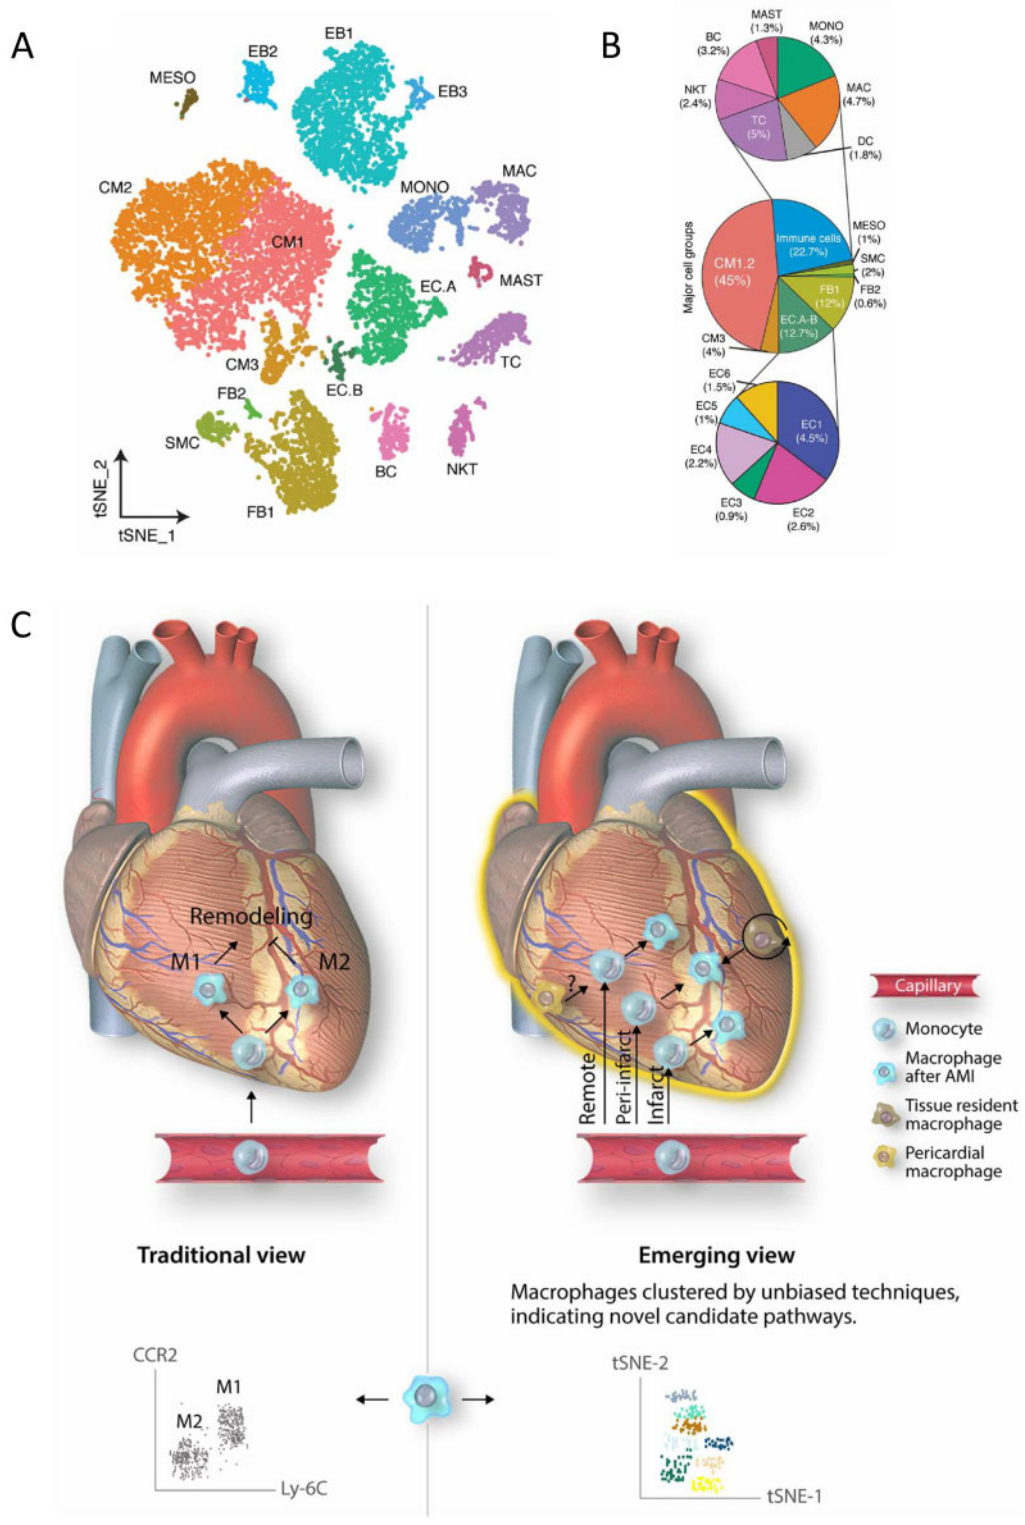 A
EB1
EB2
MESO
EB3
CM2
MONO
MAC
CM1
EC.A
MAST
CM3
EC.B
TC
FB2
SMC
BC
NKT
FB1
tSNE_2
tSNE_1
B
MAST
(1.3%)
MONO
(4.3%)
BC
(3.2%)
NKT
(2.4%)
MAC
(4.7%)
TC
(5%)
DC
(1.8%)
Major cell groups
Immune cells
(22.7%)
MESO
(1%)
SMC
(2%)
CM1.2
(45%)
FB1
(12%)
FB2
(0.6%)
EC.A-B
(12.7%)
CM3
(4%)
EC6
(1.5%)
EC5
(1%)
EC1
(4.5%)
EC4
(2.2%)
EC3
(0.9%)
EC2
(2.6%)
C
Remodeling
M1
M2
?
Remote
Peri-infarct
Infarct
Capillary
Monocyte
Macrophage
after AMI
Tissue resident
macrophage
Pericardial
macrophage
Traditional view
Emerging view
Macrophages clustered by unbiased techniques,
indicating novel candidate pathways.
CCR2
M1
M2
Ly-6C
tSNE-2
tSNE-1